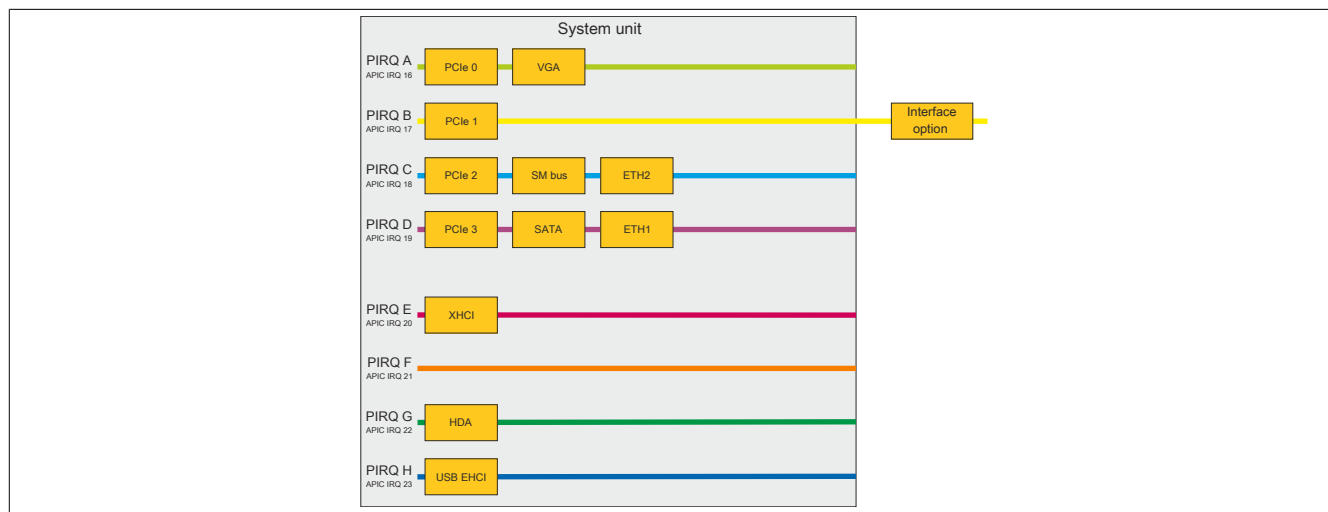 System unit
PIRQ A
APIC IRQ 16
PCIe 0
VGA
PIRQ B
APIC IRQ 17
PCIe 1
Interface
option
PIRQ C
APIC IRQ 18
PCIe 2
SM bus
ETH2
PIRQ D
APIC IRQ 19
PCIe 3
SATA
ETH1
PIRQ E
APIC IRQ 20
XHCI
PIRQ F
APIC IRQ 21
PIRQ G
APIC IRQ 22
HDA
PIRQ H
APIC IRQ 23
USB EHCI